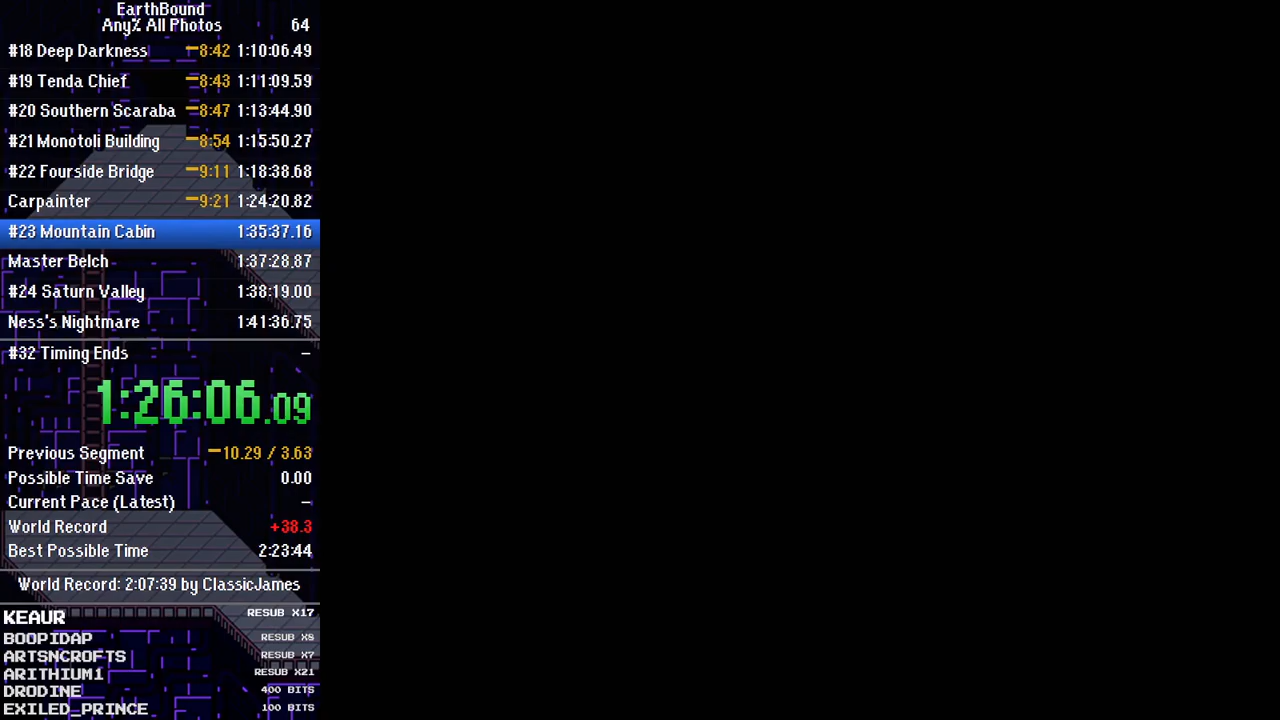 EarthBound
Any% All Photos 64
#18 Deep Darkness −8:42 1:10:06.49
#19 Tenda Chief −8:43 1:11:09.59
#20 Southern Scaraba −8:47 1:13:44.90
#21 Monotoli Building −8:54 1:15:50.27
#22 Fourside Bridge −9:11 1:18:38.68
Carpainter −9:21 1:24:20.82
#23 Mountain Cabin 1:35:37.16
Master Belch 1:37:28.87
#24 Saturn Valley 1:38:19.00
Ness's Nightmare 1:41:36.75
#32 Timing Ends –
1:26:06.09
Previous Segment −10.29 / 3.63
Possible Time Save 0.00
Current Pace (Latest) –
World Record +38.3
Best Possible Time 2:23:44
World Record: 2:07:39 by ClassicJames
KEAUR RESUB X17
BOOPIDAP RESUB X8
ARTSNCROFTS RESUB X7
ARITHIUM1 RESUB X21
DRODINE 400 BITS
EXILED_PRINCE 100 BITS